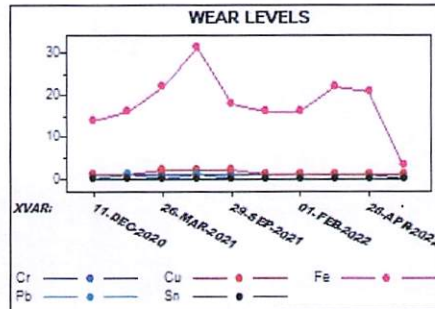 WEAR LEVELS
30
20
10
0
XVAR:
11. DEC-2020
26. MAR-2021
29-SEP-2021
01. FEB-2022
26-APR-2022
Cr Cu Fe
Pb Sn